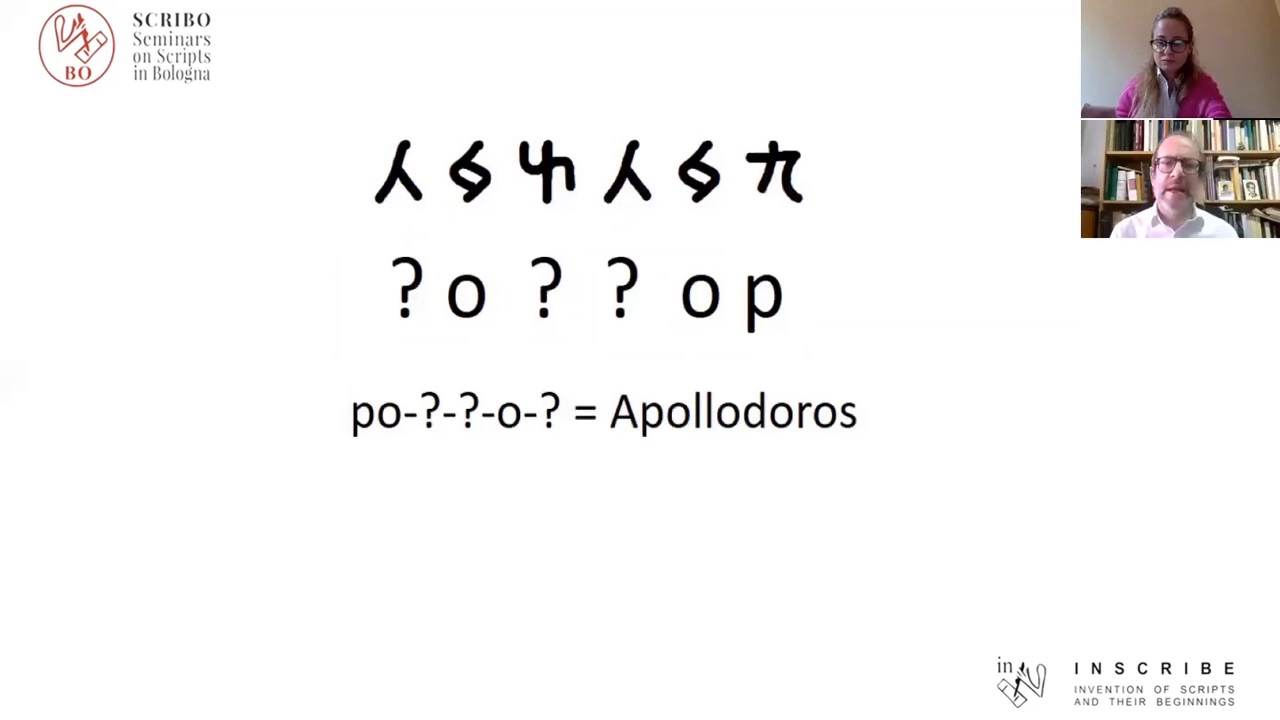 SCRIBO
Seminars
on Scripts
in Bologna
BO
? o ? ? o p
po-?-?-o-? = Apollodoros
in
INSCRIBE
INVENTION OF SCRIPTS
AND THEIR BEGINNINGS